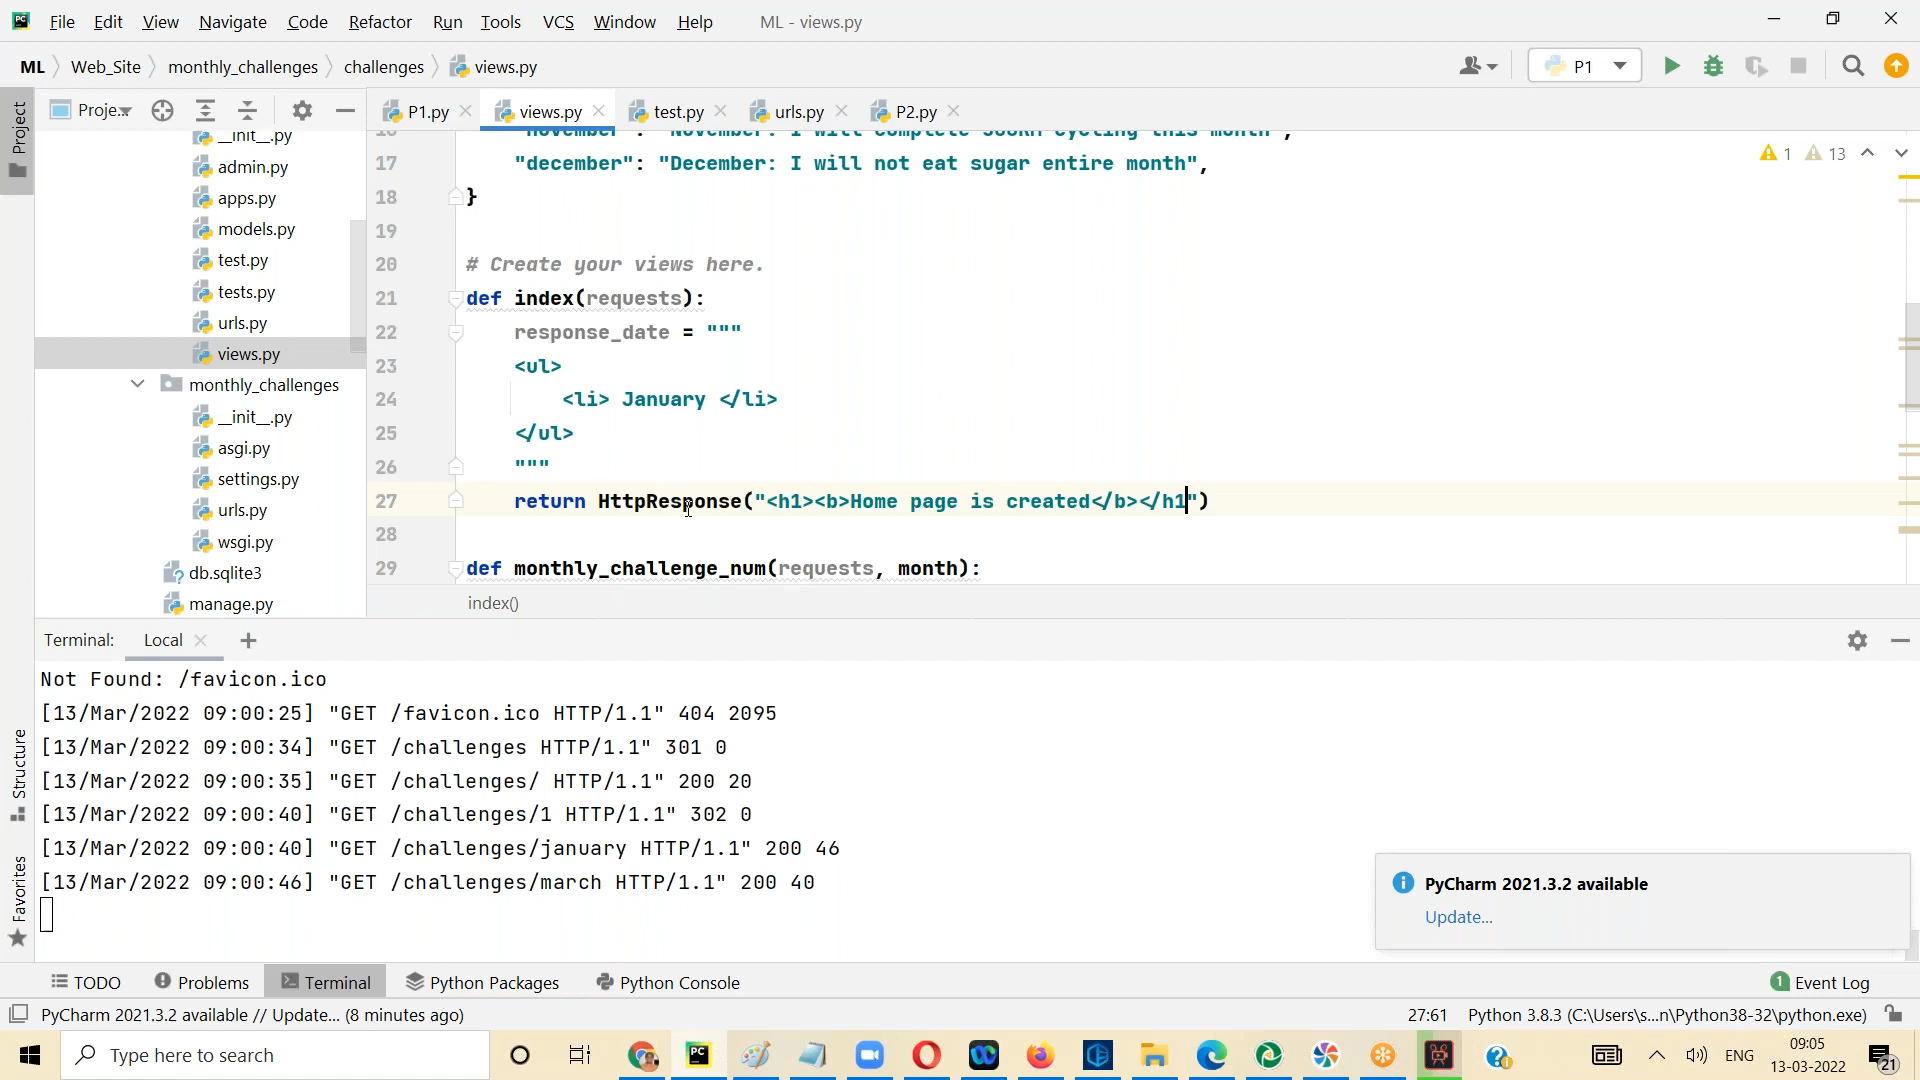 File Edit View Navigate Code Refactor Run Tools VCS Window Help ML - views.py
ML Web_Site monthly_challenges challenges views.py P1
Project
Proje...
P1.py views.py test.py urls.py P2.py
__init__.py
admin.py
apps.py
models.py
test.py
tests.py
urls.py
views.py
monthly_challenges
__init__.py
asgi.py
settings.py
urls.py
wsgi.py
db.sqlite3
manage.py
1 13
16 "november": "November: I will complete 500KM cycling this month",
17 "december": "December: I will not eat sugar entire month",
18 }
19
20 # Create your views here.
21 def index(requests):
22 response_date = """
23 <ul>
24 <li> January </li>
25 </ul>
26 """
27 return HttpResponse("<h1><b>Home page is created</b></h1")
28
29 def monthly_challenge_num(requests, month):
index()
Terminal: Local
Structure
Favorites
Not Found: /favicon.ico
[13/Mar/2022 09:00:25] "GET /favicon.ico HTTP/1.1" 404 2095
[13/Mar/2022 09:00:34] "GET /challenges HTTP/1.1" 301 0
[13/Mar/2022 09:00:35] "GET /challenges/ HTTP/1.1" 200 20
[13/Mar/2022 09:00:40] "GET /challenges/1 HTTP/1.1" 302 0
[13/Mar/2022 09:00:40] "GET /challenges/january HTTP/1.1" 200 46
[13/Mar/2022 09:00:46] "GET /challenges/march HTTP/1.1" 200 40
PyCharm 2021.3.2 available
Update...
TODO Problems Terminal Python Packages Python Console 1 Event Log
PyCharm 2021.3.2 available // Update... (8 minutes ago) 27:61 Python 3.8.3 (C:\Users\s...n\Python38-32\python.exe)
Type here to search
ENG
09:05
13-03-2022
21